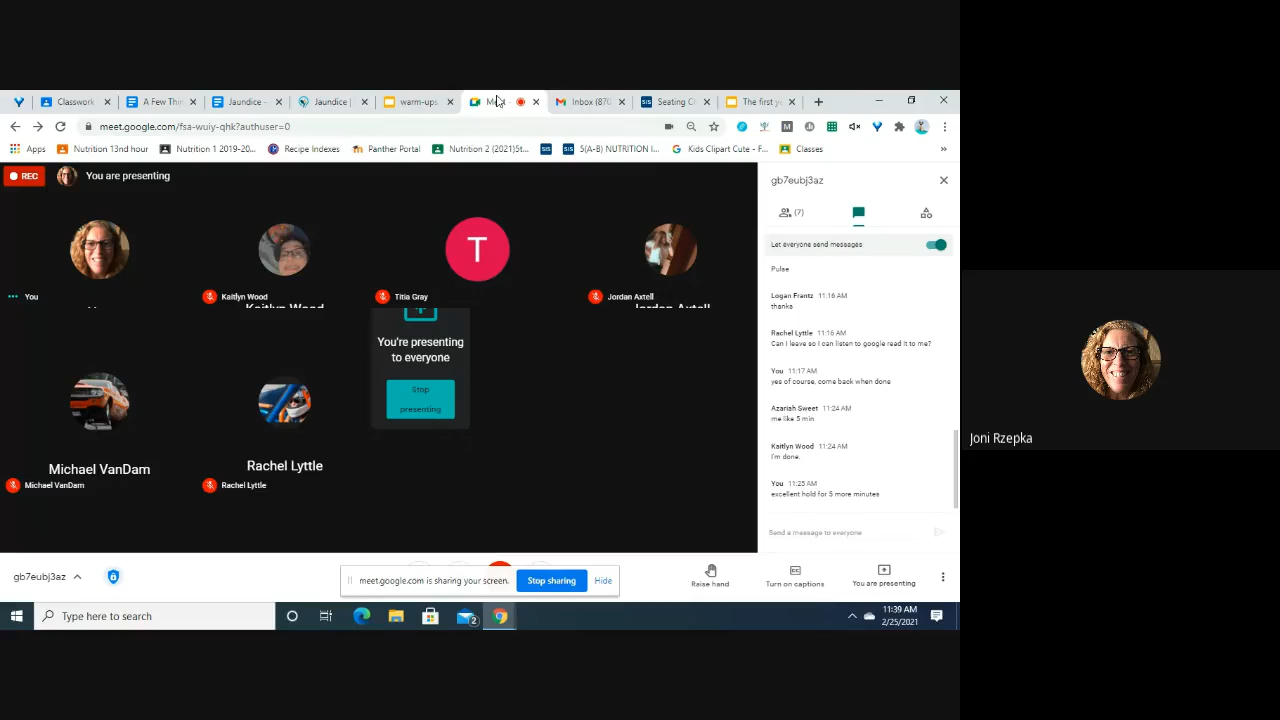 Classwork
A Few Thin
Jaundice -
Jaundice |
warm-ups
Inbox (870
Seating C
The first y
meet.google.com/fsa-wuiy-qhk?authuser=0
Apps
Nutrition 13nd hour
Nutrition 1 2019-20...
Recipe Indexes
Panther Portal
Nutrition 2 (2021)St...
5(A-B) NUTRITION I...
Kids Clipart Cute - F...
Classes
»
REC
You are presenting
gb7eubj3az
(7)
Let everyone send messages
T
You
Kaitlyn Wood
Titia Gray
Jordan Axtell
Kaitlyn Wood
Jordan Axtell
You're presenting
to everyone
Stop
presenting
Michael VanDam
Michael VanDam
Rachel Lyttle
Rachel Lyttle
Pulse
Logan Frantz 11:16 AM
thanks
Rachel Lyttle 11:16 AM
Can I leave so I can listen to google read it to me?
You 11:17 AM
yes of course, come back when done
Azariah Sweet 11:24 AM
me like 5 min
Kaitlyn Wood 11:24 AM
I'm done.
You 11:25 AM
excellent hold for 5 more minutes
Send a message to everyone
Joni Rzepka
gb7eubj3az
meet.google.com is sharing your screen.
Stop sharing
Hide
Raise hand
Turn on captions
You are presenting
Type here to search
2
11:39 AM
2/25/2021